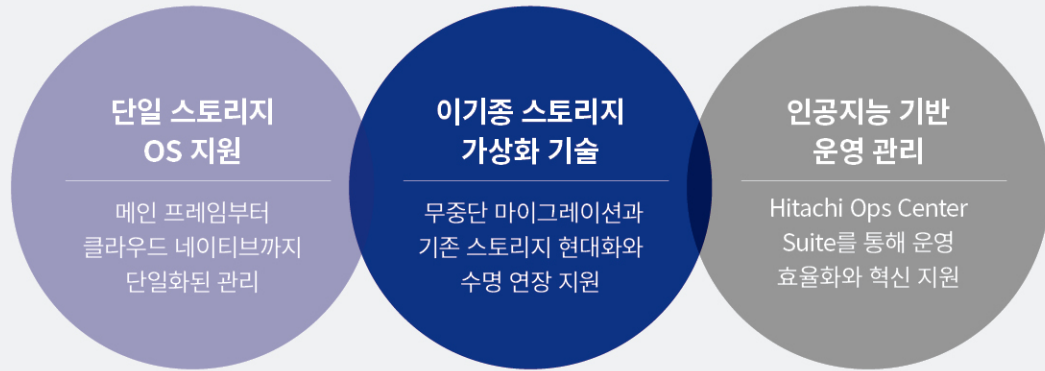 단일 스토리지
OS 지원
메인 프레임부터
클라우드 네이티브까지
단일화된 관리
이기종 스토리지
가상화 기술
무중단 마이그레이션과
기존 스토리지 현대화와
수명 연장 지원
인공지능 기반
운영 관리
Hitachi Ops Center
Suite를 통해 운영
효율화와 혁신 지원